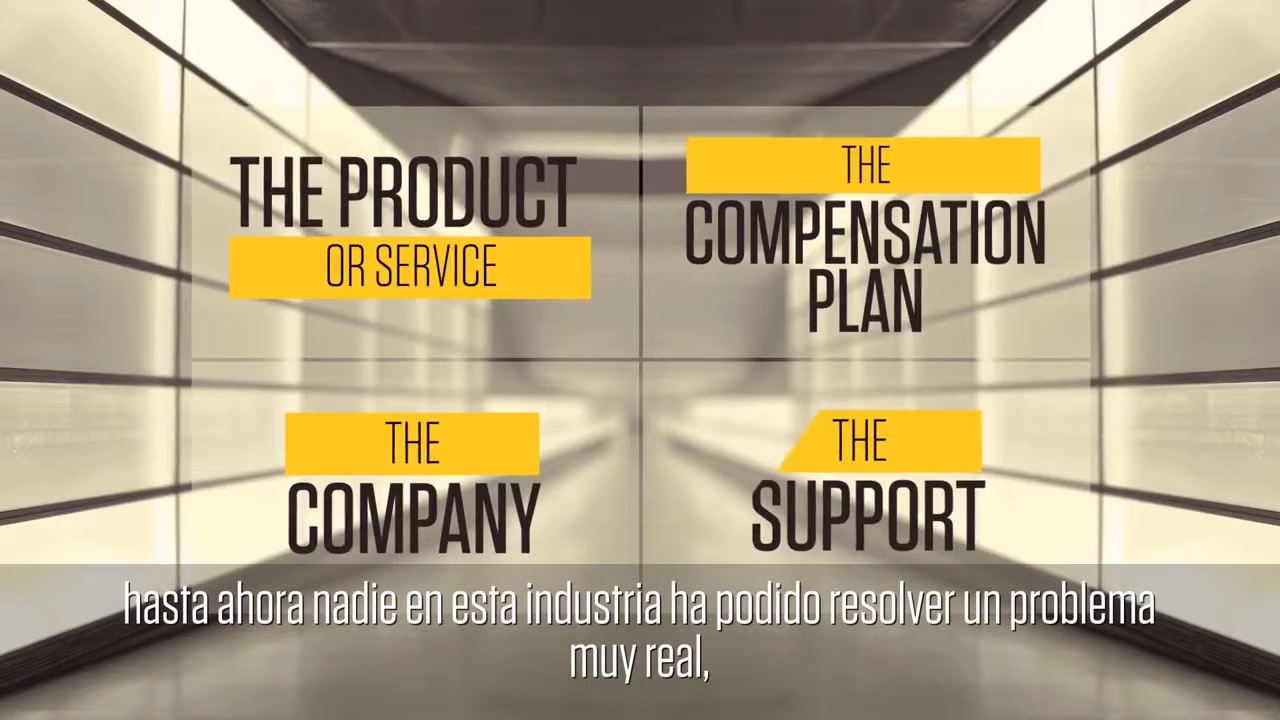 THE PRODUCT
OR SERVICE
THE
COMPENSATION
PLAN
THE
COMPANY
THE
SUPPORT
hasta ahora nadie en esta industria ha podido resolver un problema
muy real,